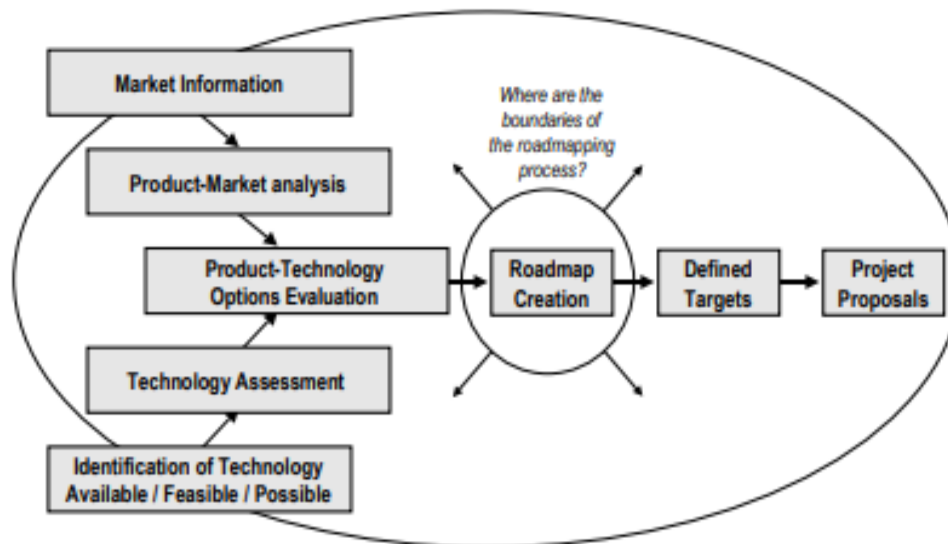 Market Information
Where are the
boundaries of
the roadmapping
process?
Product-Market analysis
Product-Technology
Options Evaluation
Roadmap
Creation
Defined
Targets
Project
Proposals
Technology Assessment
Identification of Technology
Available / Feasible / Possible